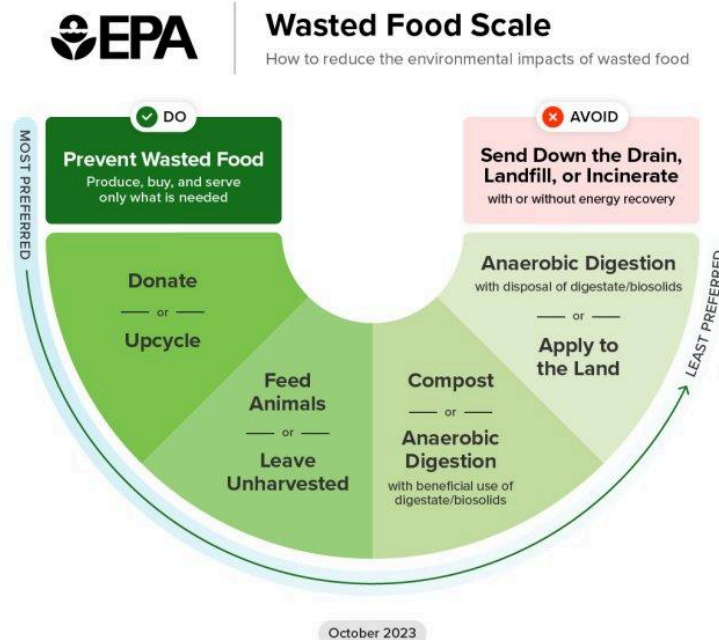 EPA
Wasted Food Scale
How to reduce the environmental impacts of wasted food
DO
Prevent Wasted Food
Produce, buy, and serve
only what is needed
AVOID
Send Down the Drain,
Landfill, or Incinerate
with or without energy recovery
MOST PREFERRED
Donate
or
Upcycle
Feed
Animals
or
Leave
Unharvested
Compost
or
Anaerobic
Digestion
with beneficial use of
digestate/biosolids
Anaerobic Digestion
with disposal of digestate/biosolids
or
Apply to
the Land
LEAST PREFERRED
October 2023